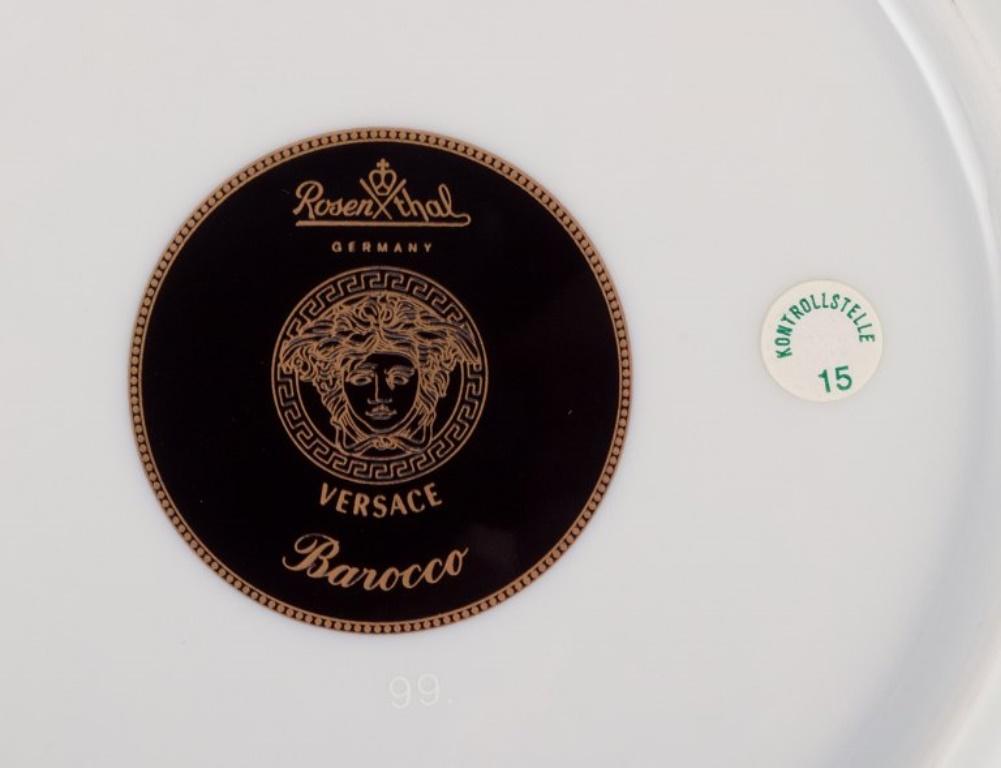 Rosenthal
GERMANY
VERSACE
Barocco
KONTROLLSTELLE
15
99.